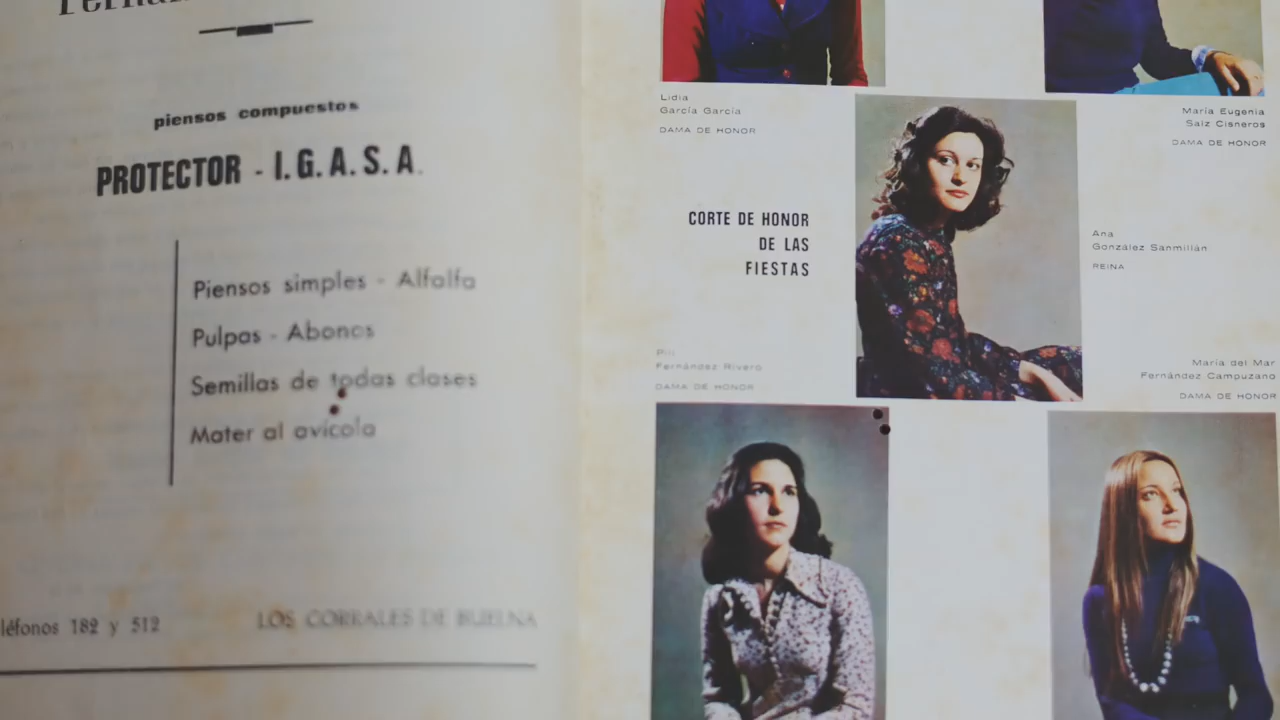 piensos compuestos
PROTECTOR - I.G.A.S.A.
Piensos simples - Alfalfa
Pulpas - Abonos
Semillas de todas clases
Mater al avícola
léfonos 182 y 512
LOS CORRALES DE BUELNA
Lidia
García García
DAMA DE HONOR
María Eugenia
Saiz Cisneros
DAMA DE HONOR
CORTE DE HONOR
DE LAS
FIESTAS
Ana
González Sanmillán
REINA
Pili
Fernández Rivero
DAMA DE HONOR
María del Mar
Fernández Campuzano
DAMA DE HONOR